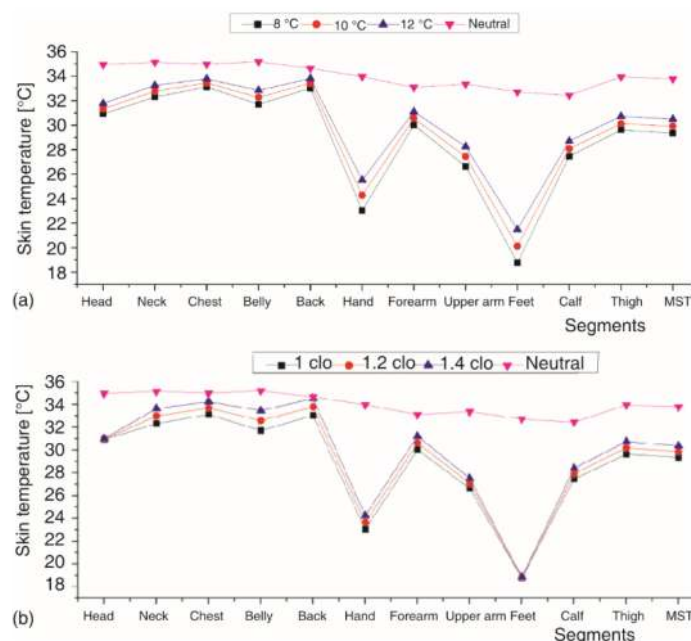 8 °C 10 °C 12 °C Neutral
Skin temperature [°C]
36
34
32
30
28
26
24
22
20
18
Head Neck Chest Belly Back Hand Forearm Upper arm Feet Calf Thigh MST
(a)
Segments
1 clo 1.2 clo 1.4 clo Neutral
Skin temperature [°C]
36
34
32
30
28
26
24
22
20
18
Head Neck Chest Belly Back Hand Forearm Upper arm Feet Calf Thigh MST
(b)
Segments